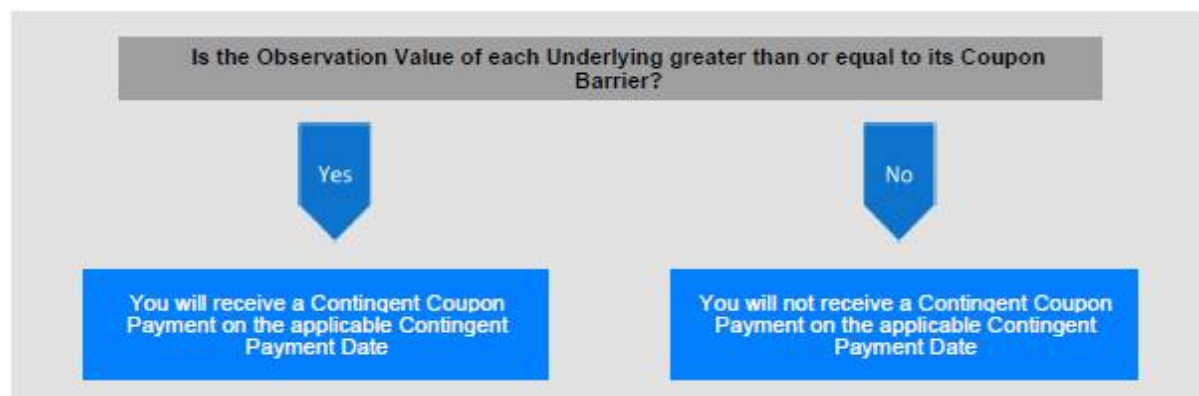 Is the Observation Value of each Underlying greater than or equal to its Coupon
Barrier?
Yes
No
You will receive a Contingent Coupon
Payment on the applicable Contingent
Payment Date
You will not receive a Contingent Coupon
Payment on the applicable Contingent
Payment Date